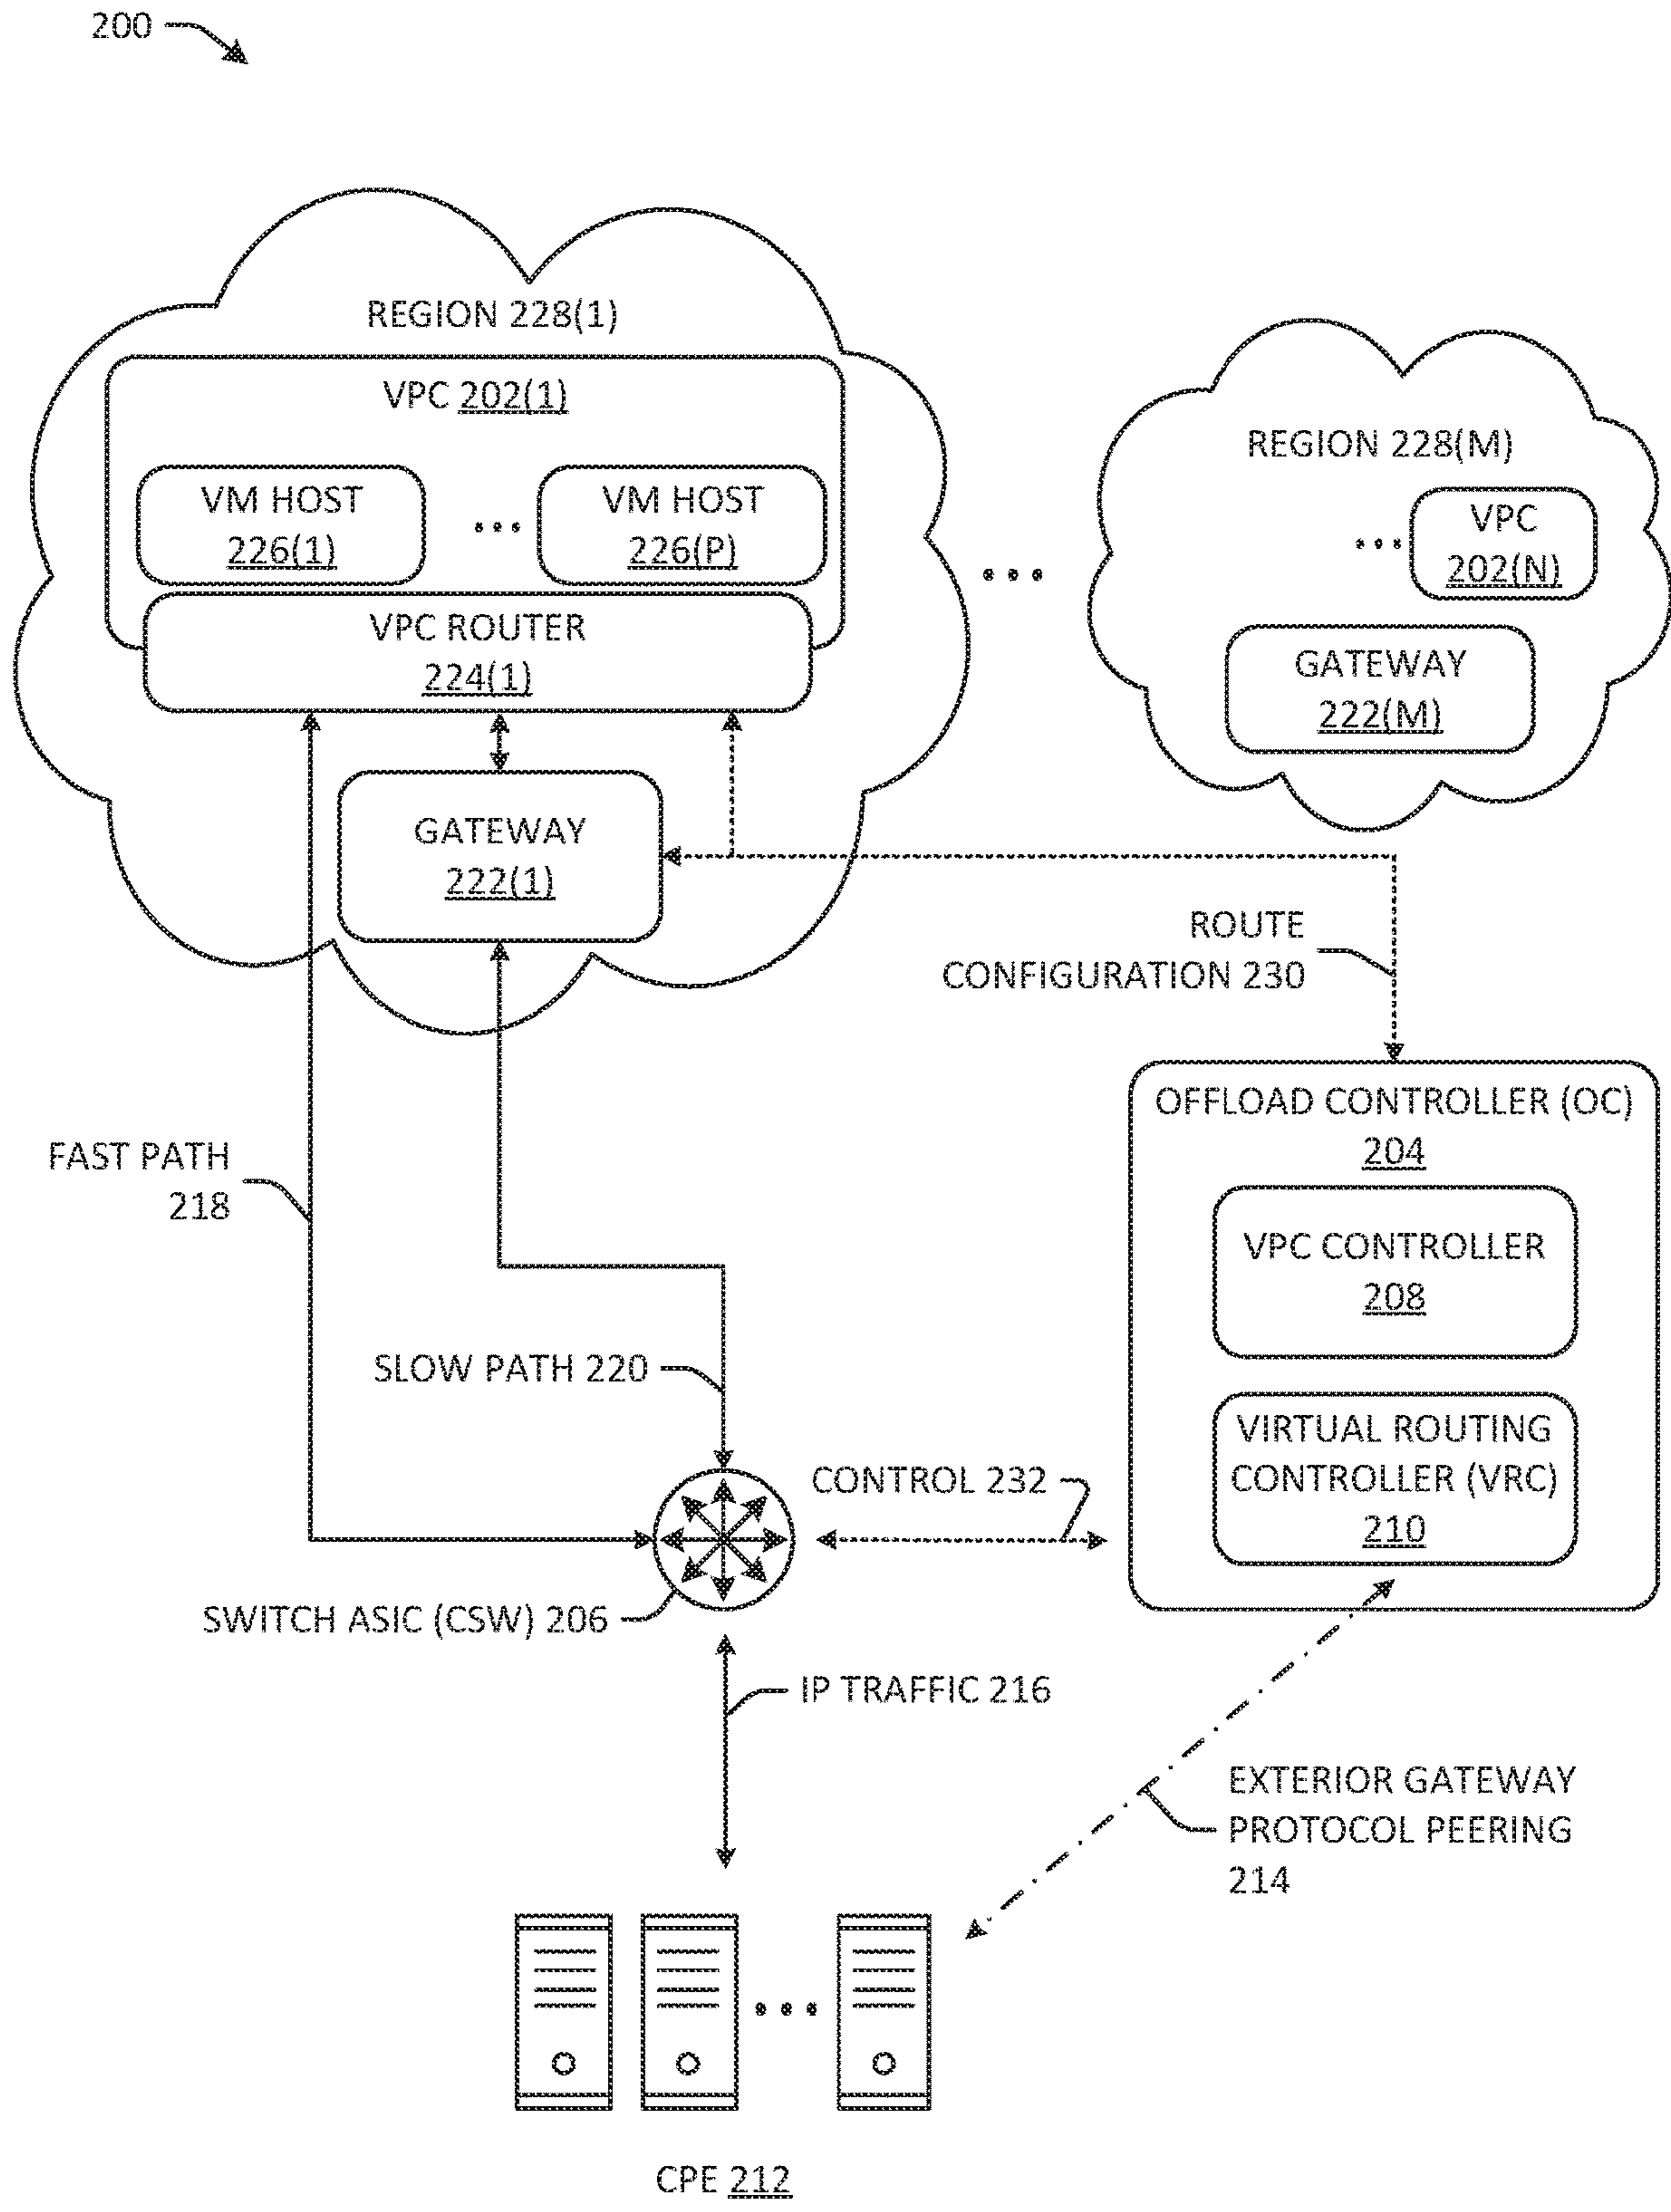 200
REGION 228(1)
VPC 202(1)
VM HOST
226(1)
VM HOST
226(P)
VPC ROUTER
224(1)
GATEWAY
222(1)
REGION 228(M)
VPC
202(N)
GATEWAY
222(M)
ROUTE
CONFIGURATION 230
OFFLOAD CONTROLLER (OC)
204
VPC CONTROLLER
208
VIRTUAL ROUTING
CONTROLLER (VRC)
210
FAST PATH
218
SLOW PATH 220
CONTROL 232
SWITCH ASIC (CSW) 206
IP TRAFFIC 216
EXTERIOR GATEWAY
PROTOCOL PEERING
214
CPE 212